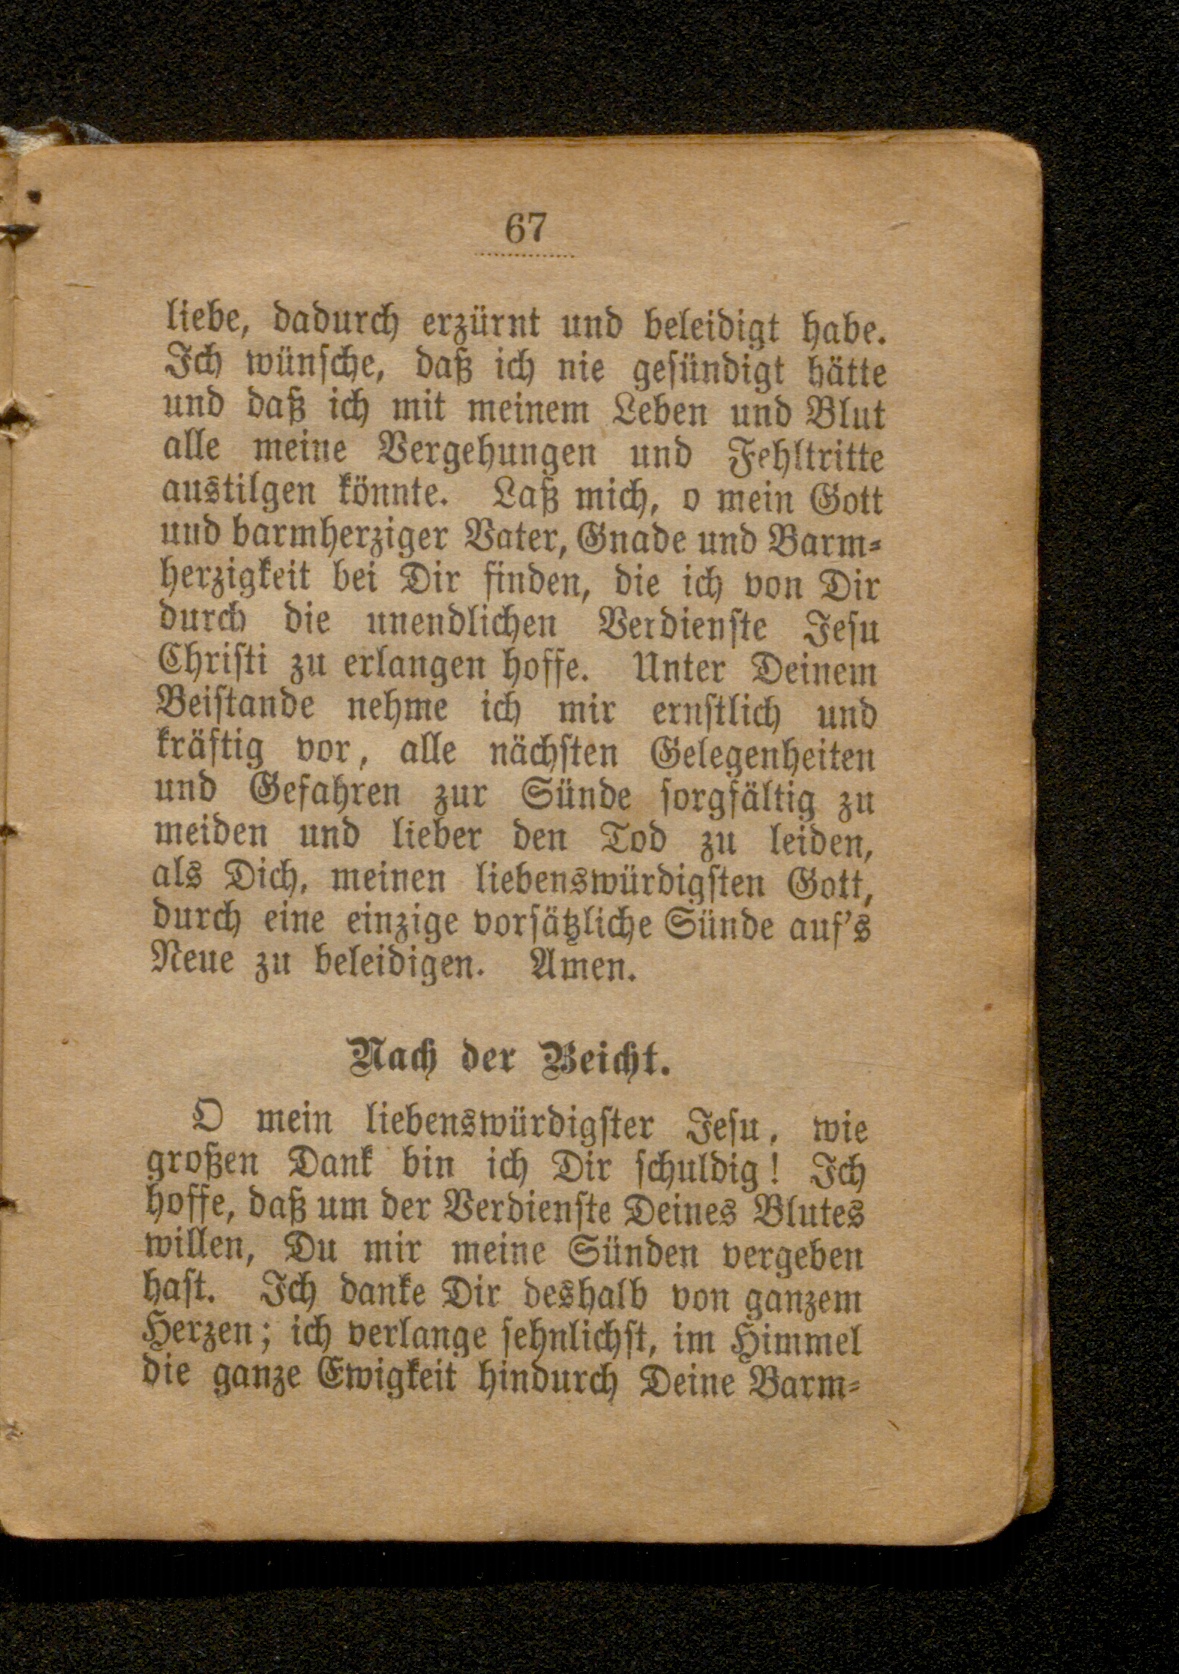 67
liebe, dadurch erzürnt und beleidigt habe.
Ich wünsche, daß ich nie gesündigt hätte
und daß ich mit meinem Leben und Blut
alle meine Vergehungen und Fehltritte
austilgen könnte. Laß mich, o mein Gott
und barmherziger Vater, Gnade und Barm-
herzigkeit bei Dir finden, die ich von Dir
durch die unendlichen Verdienste Jesu
Christi zu erlangen hoffe. Unter Deinem
Beistande nehme ich mir ernstlich und
kräftig vor, alle nächsten Gelegenheiten
und Gefahren zur Sünde sorgfältig zu
meiden und lieber den Tod zu leiden,
als Dich, meinen liebenswürdigsten Gott,
durch eine einzige vorsätzliche Sünde auf's
Neue zu beleidigen. Amen.
Nach der Beicht.
O mein liebenswürdigster Jesu, wie
großen Dank bin ich Dir schuldig! Ich
hoffe, daß um der Verdienste Deines Blutes
willen, Du mir meine Sünden vergeben
hast. Ich danke Dir deshalb von ganzem
Herzen; ich verlange sehnlichst, im Himmel
die ganze Ewigkeit hindurch Deine Barm-